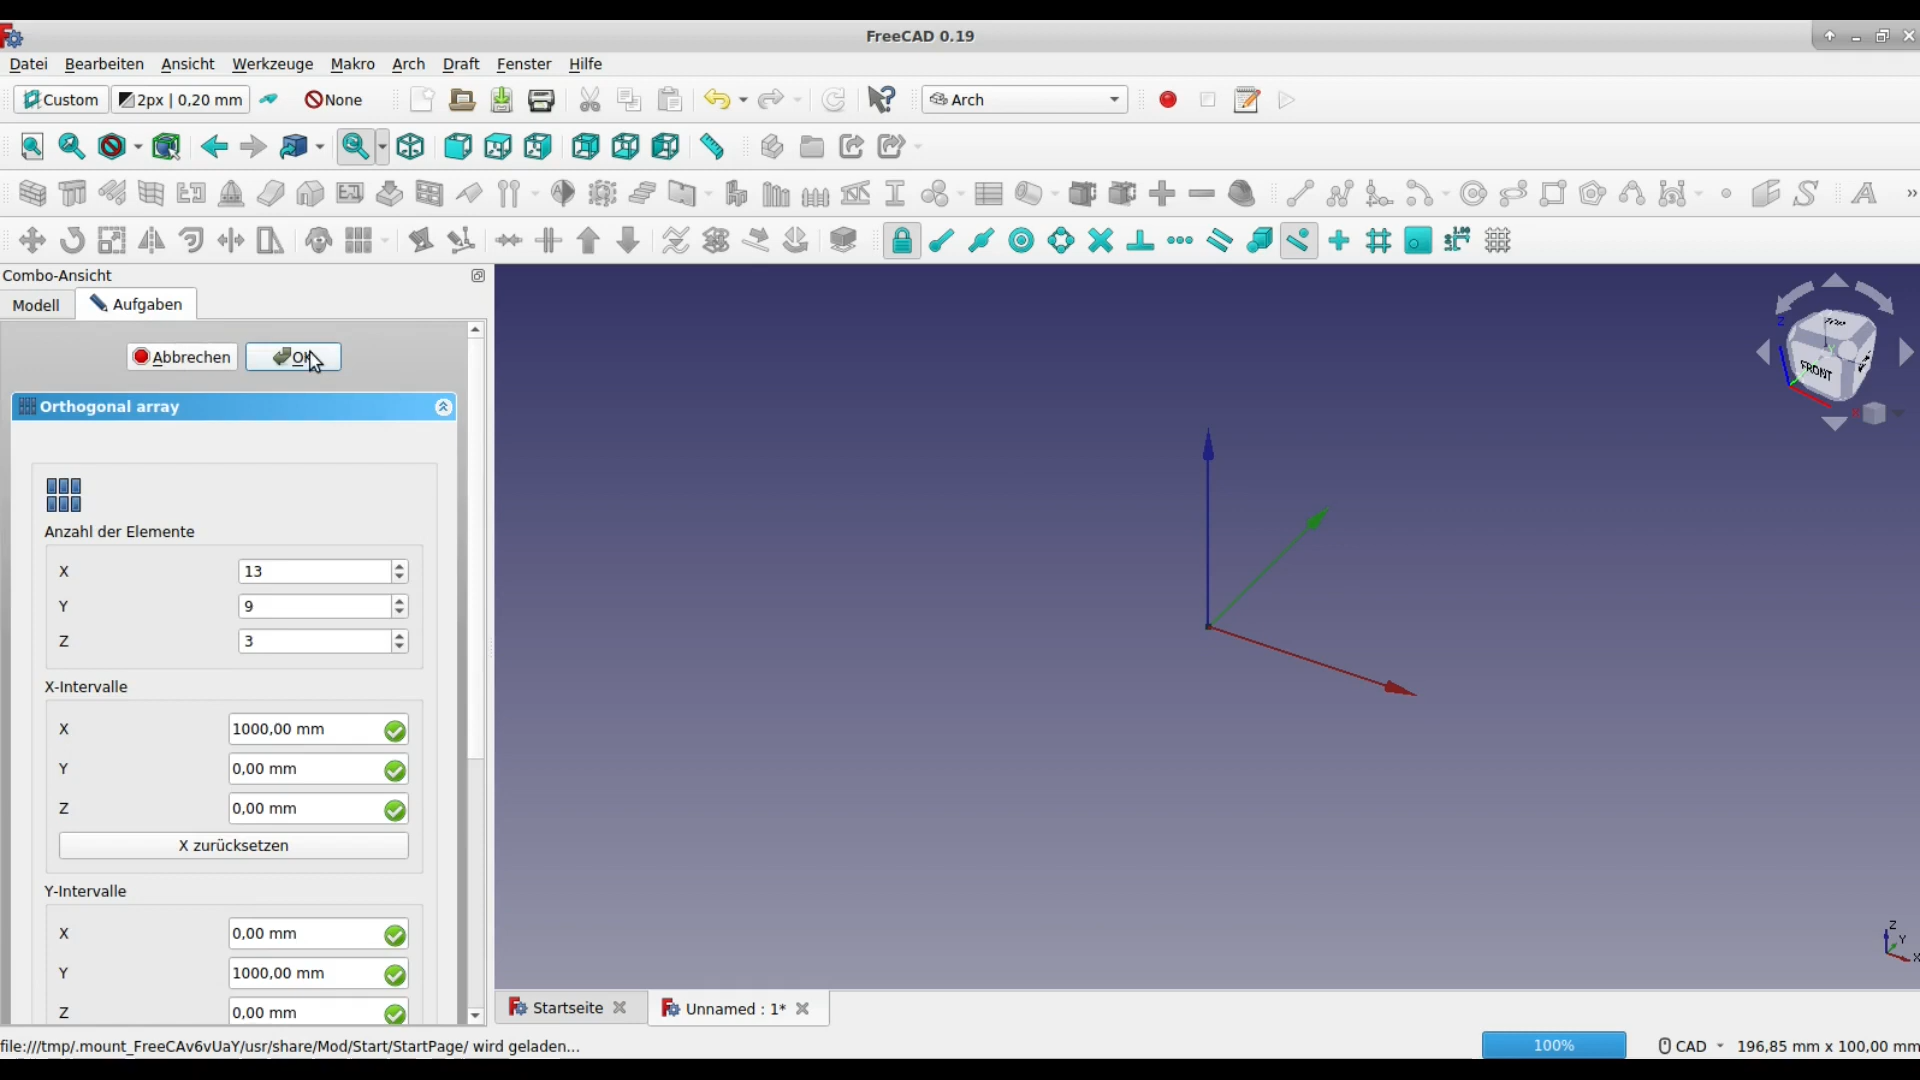 FreeCAD 0.19
Datei Bearbeiten Ansicht Werkzeuge Makro Arch Draft Fenster Hilfe
Custom 2px | 0,20 mm None Arch
Combo-Ansicht
Modell Aufgaben
Abbrechen OK
Orthogonal array
FRONT
Anzahl der Elemente
X 13
Y 9
Z 3
X-Intervalle
X 1000,00 mm
Y 0,00 mm
Z 0,00 mm
X zurücksetzen
Y-Intervalle
X 0,00 mm
Y 1000,00 mm
Z 0,00 mm
Z
Y
X
Startseite Unnamed : 1*
file:///tmp/.mount_FreeCAv6vUaY/usr/share/Mod/Start/StartPage/ wird geladen... 100% CAD 196,85 mm x 100,00 mm